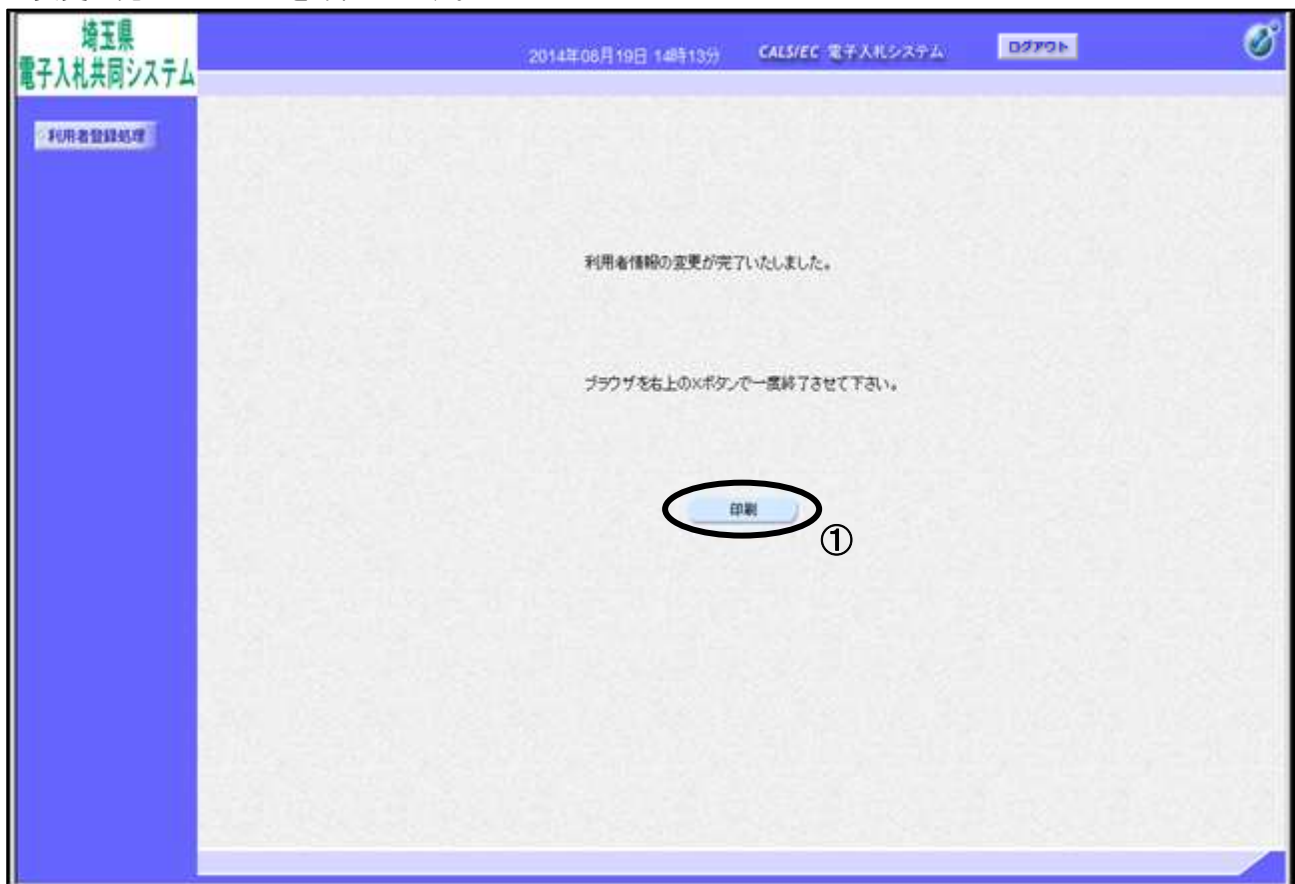 埼玉県
電子入札共同システム
2014年08月19日 14時13分 CALS/EC 電子入札システム ログアウト
利用者登録処理
利用者情報の変更が完了いたしました。
ブラウザを右上の×ボタンで一度終了させて下さい。
印刷
①